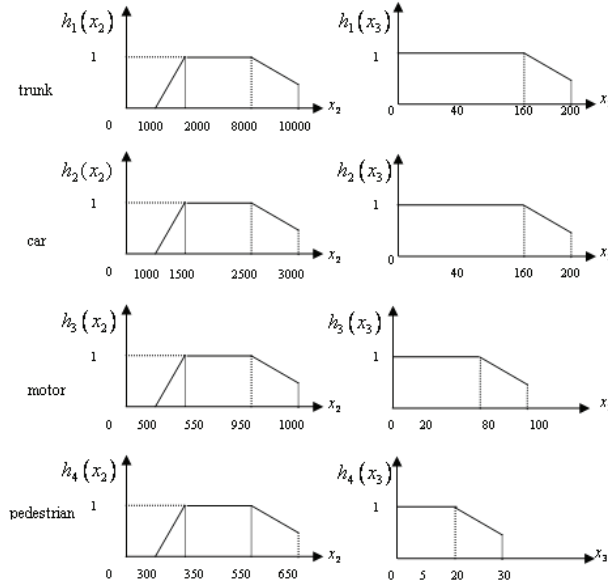 h₁(x₂) h₁(x₃)
1 1
trunk
0 1000 2000 8000 10000 x₂ 0 40 160 200 x
h₂(x₂) h₂(x₃)
1 1
car
0 1000 1500 2500 3000 x₂ 0 40 160 200 x
h₃(x₂) h₃(x₃)
1 1
motor
0 500 550 950 1000 x₂ 0 20 80 100 x
h₄(x₂) h₄(x₃)
1 1
pedestrian
0 300 350 550 650 x₂ 0 5 20 30 x₃